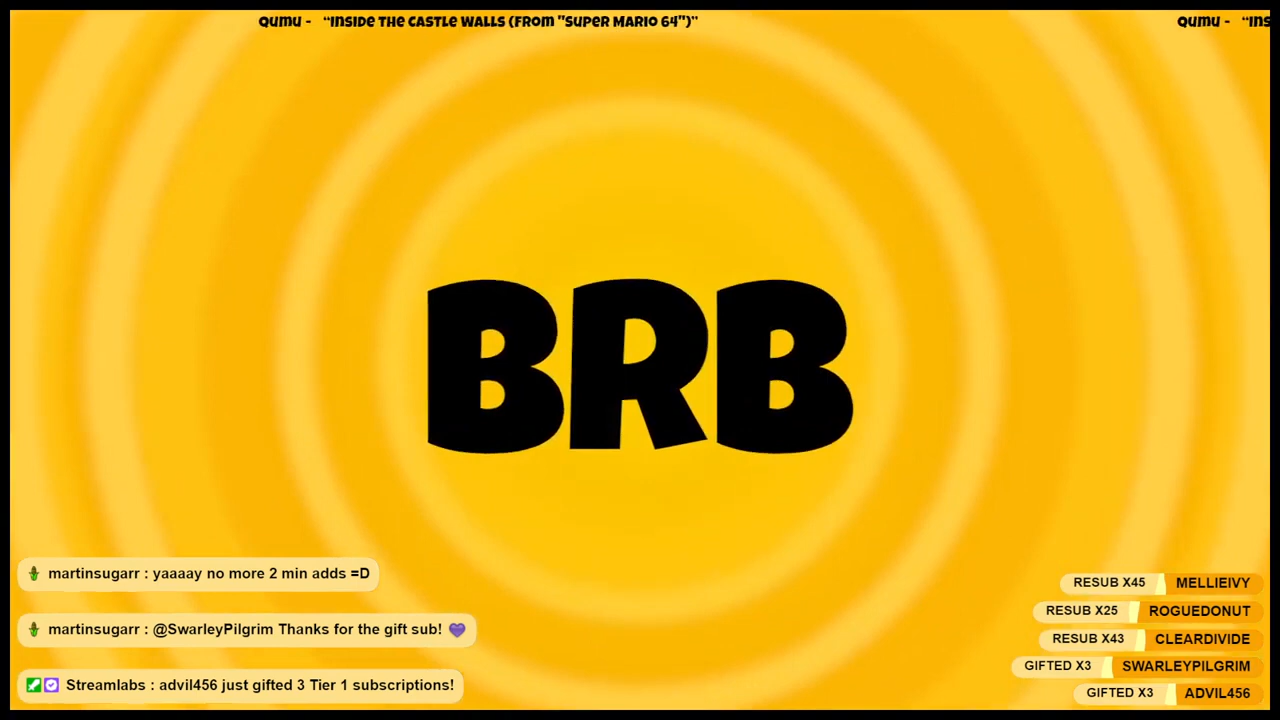 Qumu - “Inside the Castle Walls (From "Super Mario 64")” Qumu - “Ins
BRB
martinsugarr : yaaaay no more 2 min adds =D
martinsugarr : @SwarleyPilgrim Thanks for the gift sub! 💜
Streamlabs : advil456 just gifted 3 Tier 1 subscriptions!
RESUB X45 MELLIEIVY
RESUB X25 ROGUEDONUT
RESUB X43 CLEARDIVIDE
GIFTED X3 SWARLEYPILGRIM
GIFTED X3 ADVIL456